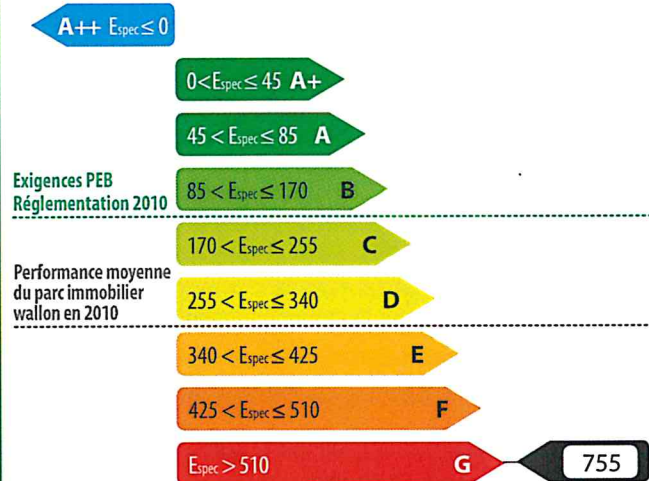 A++ Espec ≤ 0
0 < Espec ≤ 45 A+
45 < Espec ≤ 85 A
Exigences PEB
Réglementation 2010
85 < Espec ≤ 170 B
170 < Espec ≤ 255 C
Performance moyenne
du parc immobilier
wallon en 2010
255 < Espec ≤ 340 D
340 < Espec ≤ 425 E
425 < Espec ≤ 510 F
Espec > 510 G
755